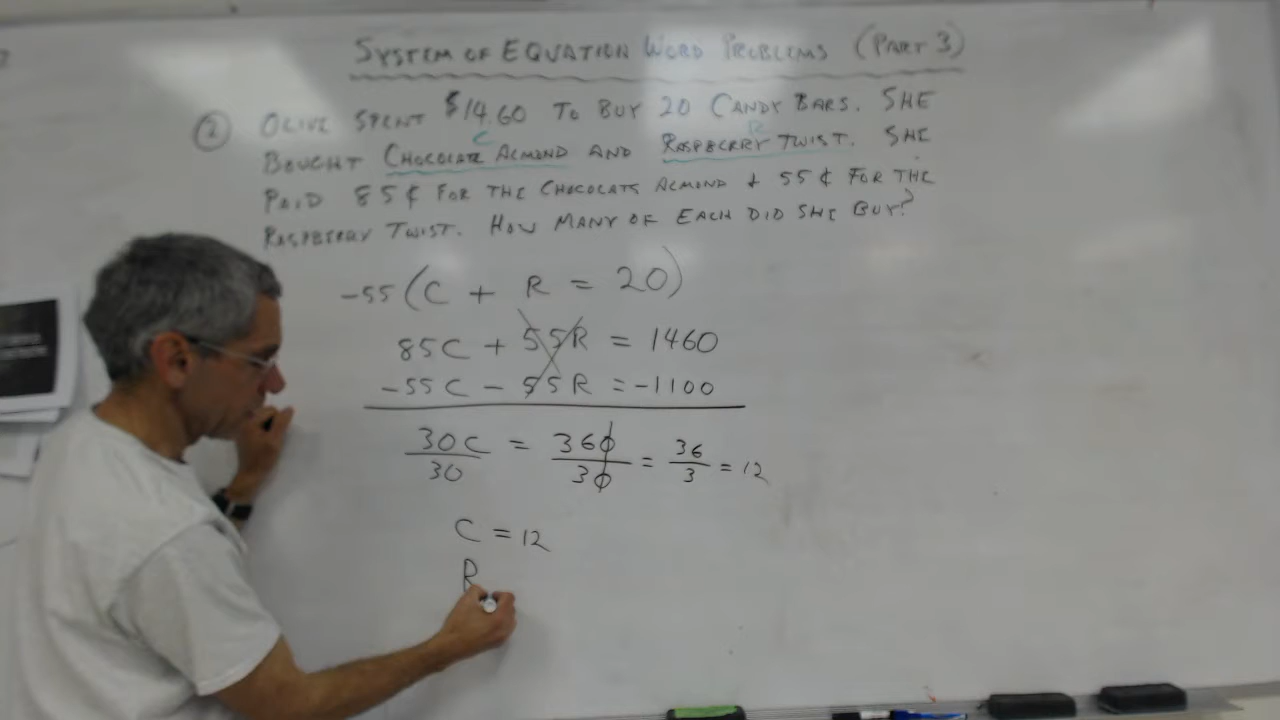 SYSTEM OF EQUATION WORD PROBLEMS (PART 3)
② OLIVE SPENT $14.60 TO BUY 20 CANDY BARS. SHE
C R
BOUGHT CHOCOLATE ALMOND AND RASPBERRY TWIST. SHE
PAID 85¢ FOR THE CHOCOLATE ALMOND + 55¢ FOR THE
RASPBERRY TWIST. HOW MANY OF EACH DID SHE BUY?
-55(C + R = 20)
85C + 55R = 1460
-55C - 55R = -1100
30C/30 = 360/30 = 36/3 = 12
C = 12
R